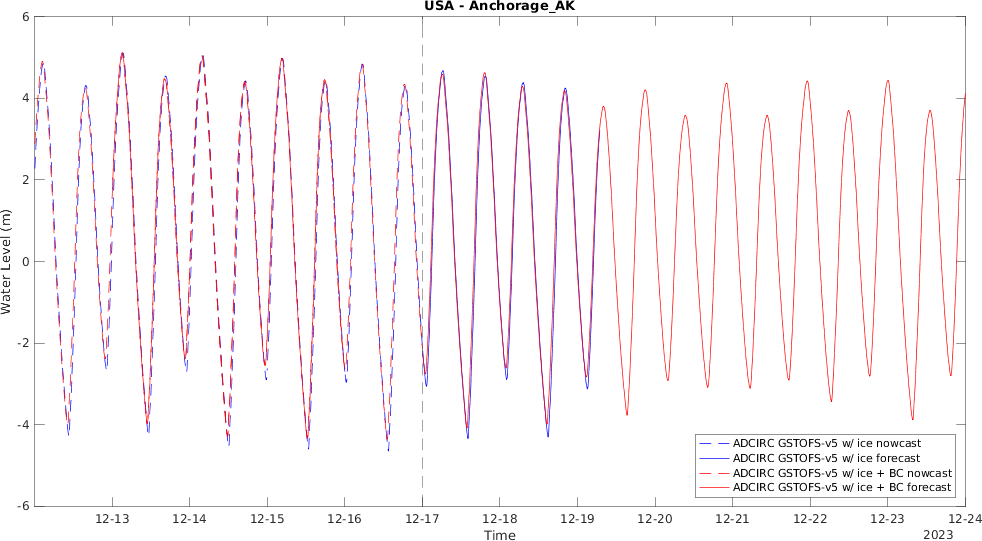 USA - Anchorage_AK
6
4
2
0
-2
-4
-6
Water Level (m)
ADCIRC GSTOFS-v5 w/ ice nowcast
ADCIRC GSTOFS-v5 w/ ice forecast
ADCIRC GSTOFS-v5 w/ ice + BC nowcast
ADCIRC GSTOFS-v5 w/ ice + BC forecast
12-13 12-14 12-15 12-16 12-17 12-18 12-19 12-20 12-21 12-22 12-23 12-24
Time
2023